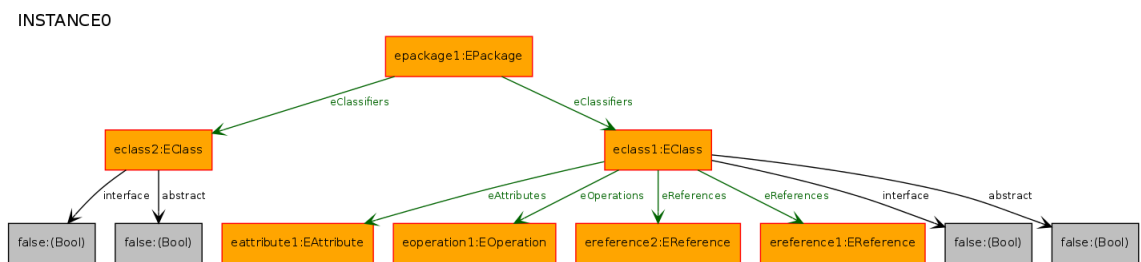 INSTANCE0
epackage1:EPackage
eClassifiers eClassifiers
eclass2:EClass eclass1:EClass
interface abstract eAttributes eOperations eReferences eReferences interface abstract
false:(Bool) false:(Bool) eattribute1:EAttribute eoperation1:EOperation ereference2:EReference ereference1:EReference false:(Bool) false:(Bool)